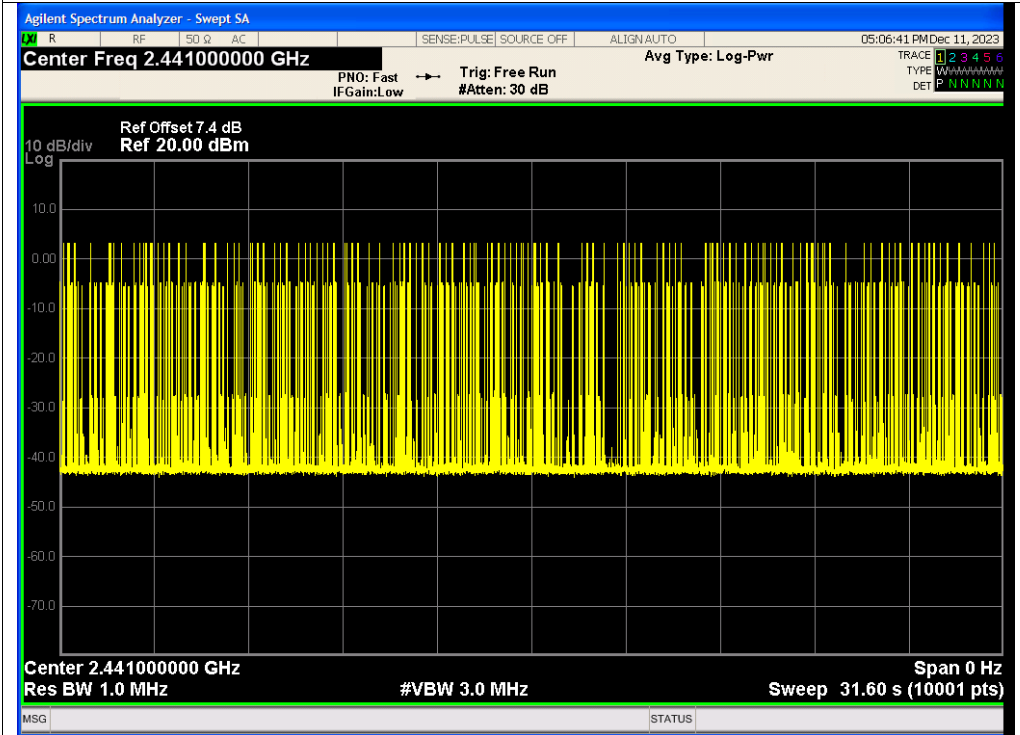 Agilent Spectrum Analyzer - Swept SA
LXI R RF 50 Ω AC SENSE:PULSE SOURCE OFF ALIGN AUTO 05:06:41 PM Dec 11, 2023
Center Freq 2.441000000 GHz Avg Type: Log-Pwr TRACE 1 2 3 4 5 6
PNO: Fast Trig: Free Run TYPE WWWWWW
IFGain:Low #Atten: 30 dB DET P N N N N N
Ref Offset 7.4 dB
10 dB/div Ref 20.00 dBm
Log
10.0
0.00
-10.0
-20.0
-30.0
-40.0
-50.0
-60.0
-70.0
Center 2.441000000 GHz Span 0 Hz
Res BW 1.0 MHz #VBW 3.0 MHz Sweep 31.60 s (10001 pts)
MSG STATUS